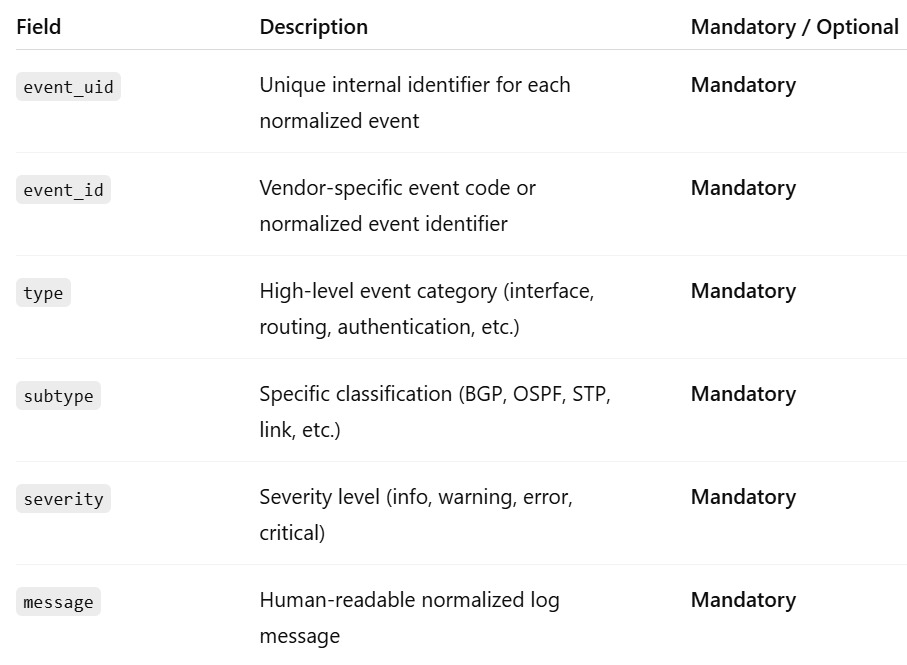 Field Description Mandatory / Optional
event_uid Unique internal identifier for each Mandatory
normalized event
event_id Vendor-specific event code or Mandatory
normalized event identifier
type High-level event category (interface, Mandatory
routing, authentication, etc.)
subtype Specific classification (BGP, OSPF, STP, Mandatory
link, etc.)
severity Severity level (info, warning, error, Mandatory
critical)
message Human-readable normalized log Mandatory
message